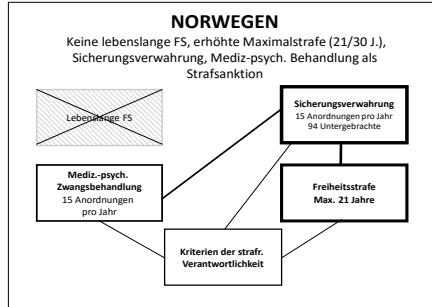 NORWEGEN
Keine lebenslange FS, erhöhte Maximalstrafe (21/30 J.),
Sicherungsverwahrung, Mediz-psych. Behandlung als
Strafsanktion
Lebenslange FS
Sicherungsverwahrung
15 Anordnungen pro Jahr
94 Untergebrachte
Mediz.-psych.
Zwangsbehandlung
15 Anordnungen
pro Jahr
Freiheitsstrafe
Max. 21 Jahre
Kriterien der strafr.
Verantwortlichkeit